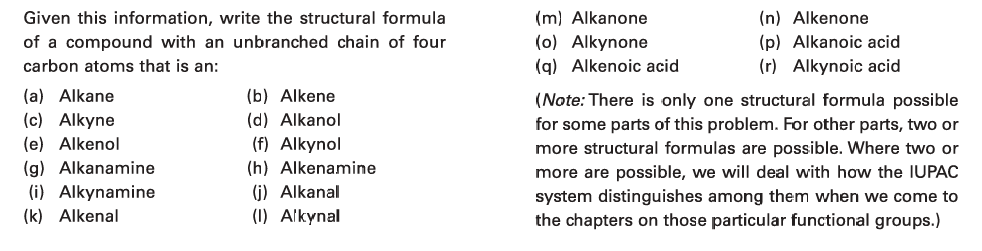 Given this information, write the structural formula
of a compound with an unbranched chain of four
carbon atoms that is an:
(a) Alkane (b) Alkene
(c) Alkyne (d) Alkanol
(e) Alkenol (f) Alkynol
(g) Alkanamine (h) Alkenamine
(i) Alkynamine (j) Alkanal
(k) Alkenal (l) Alkynal
(m) Alkanone (n) Alkenone
(o) Alkynone (p) Alkanoic acid
(q) Alkenoic acid (r) Alkynoic acid
(Note: There is only one structural formula possible
for some parts of this problem. For other parts, two or
more structural formulas are possible. Where two or
more are possible, we will deal with how the IUPAC
system distinguishes among them when we come to
the chapters on those particular functional groups.)